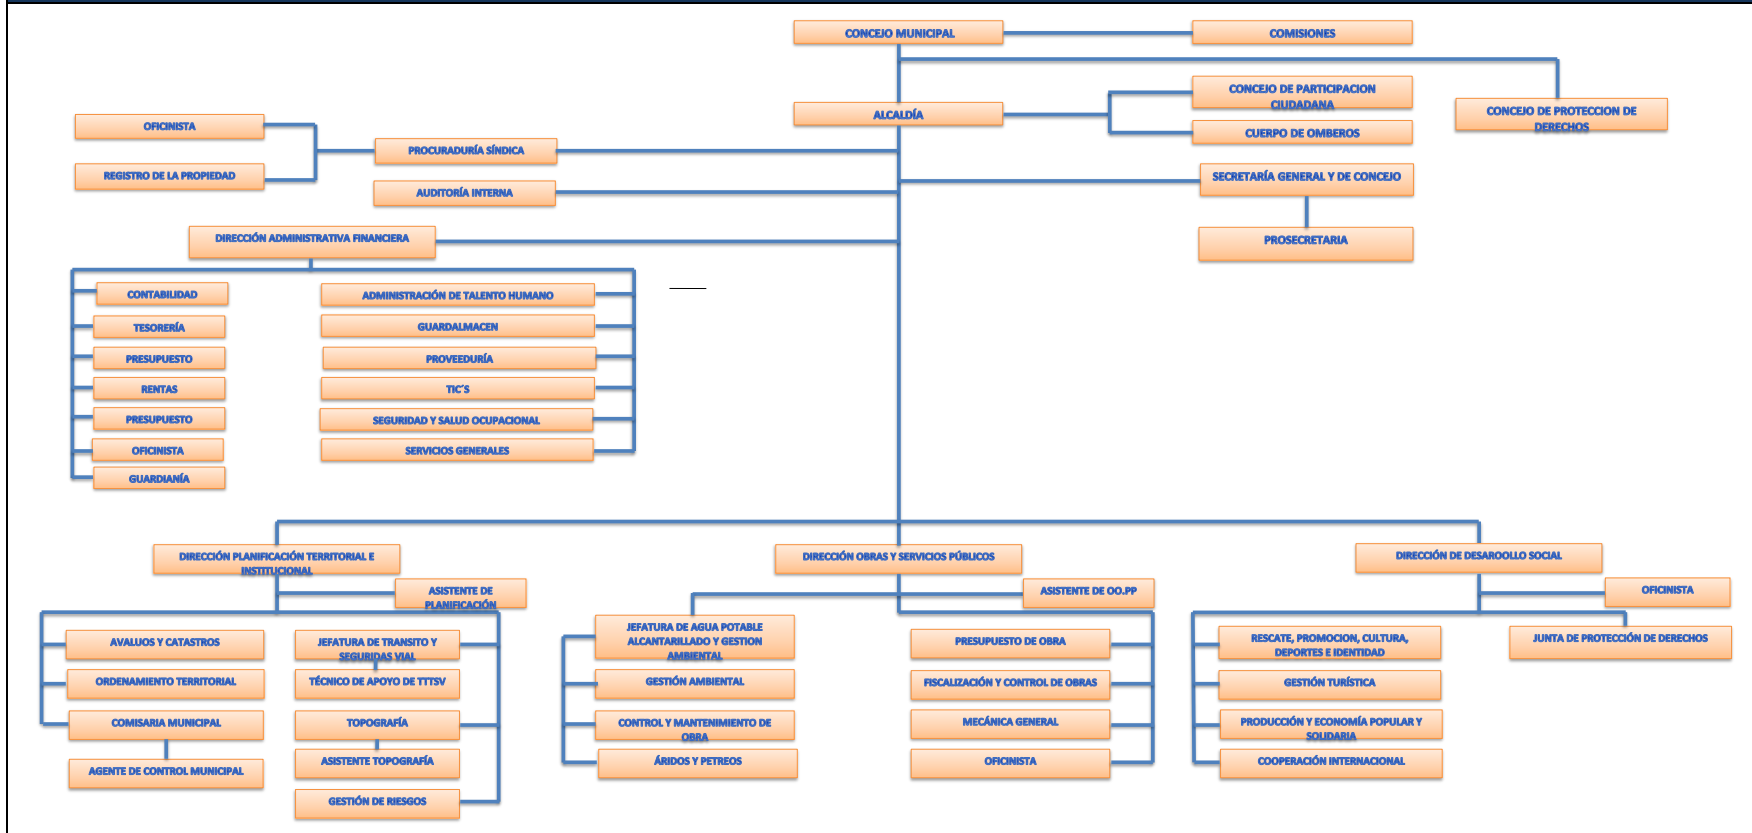 CONCEJO MUNICIPAL
COMISIONES
CONCEJO DE PARTICIPACION
CIUDADANA
ALCALDÍA
CONCEJO DE PROTECCION DE
DERECHOS
CUERPO DE OMBEROS
OFICINISTA
PROCURADURÍA SÍNDICA
REGISTRO DE LA PROPIEDAD
SECRETARÍA GENERAL Y DE CONCEJO
AUDITORÍA INTERNA
PROSECRETARIA
DIRECCIÓN ADMINISTRATIVA FINANCIERA
CONTABILIDAD
ADMINISTRACIÓN DE TALENTO HUMANO
TESORERÍA
GUARDALMACEN
PRESUPUESTO
PROVEEDURÍA
RENTAS
TIC´S
PRESUPUESTO
SEGURIDAD Y SALUD OCUPACIONAL
OFICINISTA
SERVICIOS GENERALES
GUARDIANÍA
DIRECCIÓN PLANIFICACIÓN TERRITORIAL E
INSTITUCIONAL
DIRECCIÓN OBRAS Y SERVICIOS PÚBLICOS
DIRECCIÓN DE DESAROOLLO SOCIAL
ASISTENTE DE
PLANIFICACIÓN
ASISTENTE DE OO.PP
OFICINISTA
AVALUOS Y CATASTROS
JEFATURA DE TRANSITO Y
SEGURIDAS VIAL
JEFATURA DE AGUA POTABLE
ALCANTARILLADO Y GESTION
AMBIENTAL
PRESUPUESTO DE OBRA
RESCATE, PROMOCION, CULTURA,
DEPORTES E IDENTIDAD
JUNTA DE PROTECCIÓN DE DERECHOS
ORDENAMIENTO TERRITORIAL
TÉCNICO DE APOYO DE TTTSV
GESTIÓN AMBIENTAL
FISCALIZACIÓN Y CONTROL DE OBRAS
GESTIÓN TURÍSTICA
COMISARIA MUNICIPAL
TOPOGRAFÍA
CONTROL Y MANTENIMIENTO DE
OBRA
MECÁNICA GENERAL
PRODUCCIÓN Y ECONOMÍA POPULAR Y
SOLIDARIA
AGENTE DE CONTROL MUNICIPAL
ASISTENTE TOPOGRAFÍA
ÁRIDOS Y PETREOS
OFICINISTA
COOPERACIÓN INTERNACIONAL
GESTIÓN DE RIESGOS